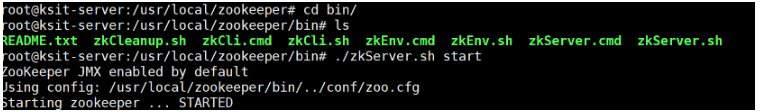 root@ksit-server:/usr/local/zookeeper# cd bin/
root@ksit-server:/usr/local/zookeeper/bin# ls
README.txt  zkCleanup.sh  zkCli.cmd  zkCli.sh  zkEnv.cmd  zkEnv.sh  zkServer.cmd  zkServer.sh
root@ksit-server:/usr/local/zookeeper/bin# ./zkServer.sh start
ZooKeeper JMX enabled by default
Using config: /usr/local/zookeeper/bin/../conf/zoo.cfg
Starting zookeeper ... STARTED